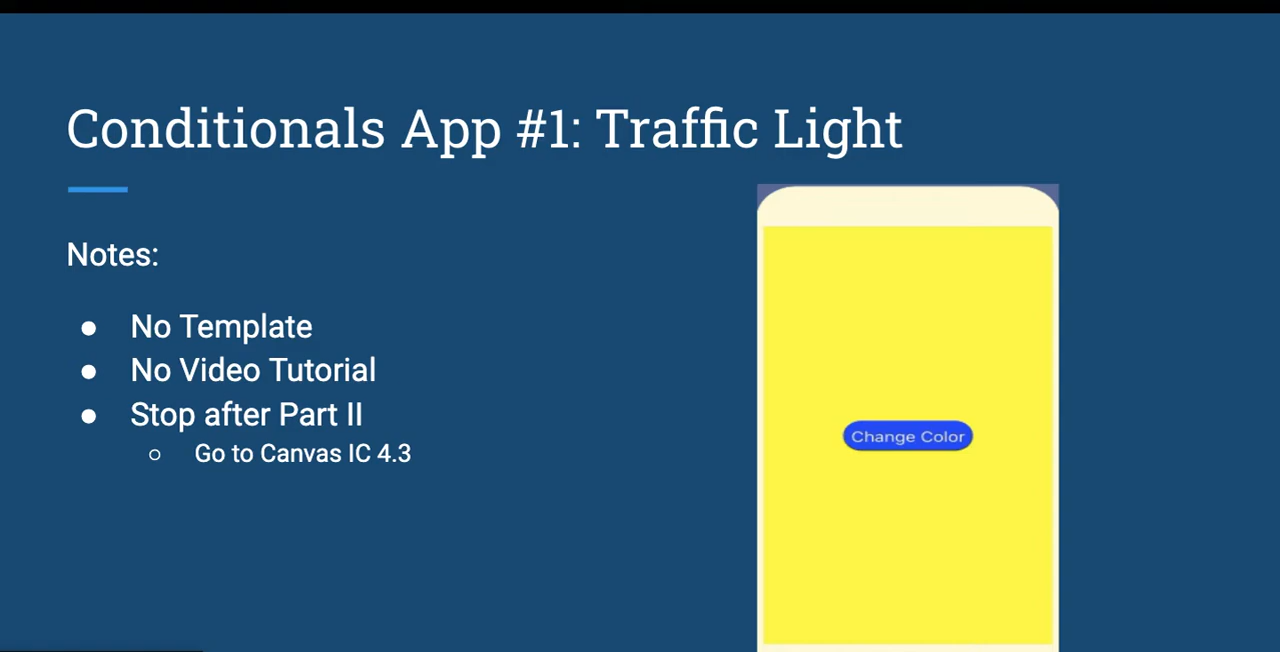 Conditionals App #1: Traffic Light
Notes:
No Template
No Video Tutorial
Stop after Part II
Go to Canvas IC 4.3
Change Color